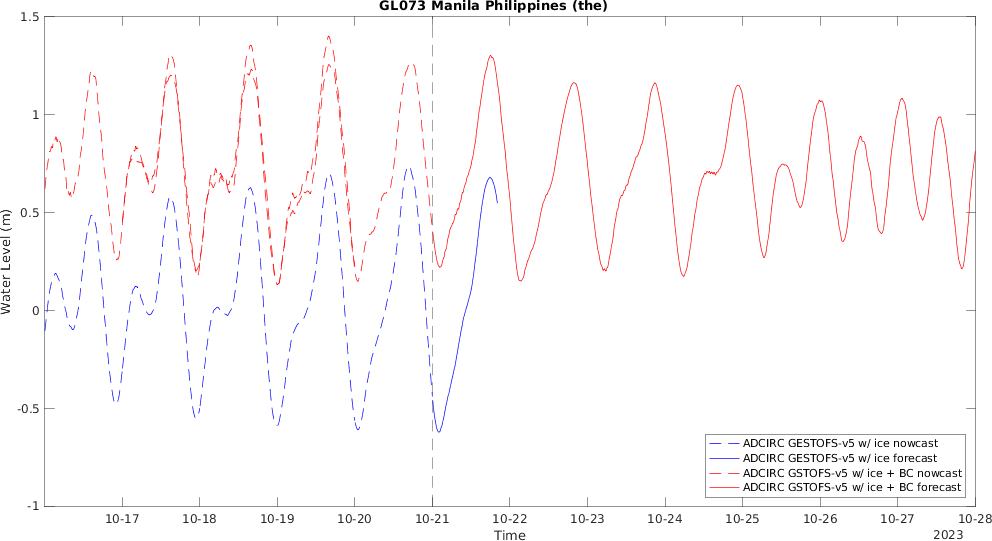 GL073 Manila Philippines (the)
1.5
1
0.5
0
-0.5
-1
Water Level (m)
10-17
10-18
10-19
10-20
10-21
10-22
10-23
10-24
10-25
10-26
10-27
10-28
Time
2023
ADCIRC GESTOFS-v5 w/ ice nowcast
ADCIRC GESTOFS-v5 w/ ice forecast
ADCIRC GSTOFS-v5 w/ ice + BC nowcast
ADCIRC GSTOFS-v5 w/ ice + BC forecast